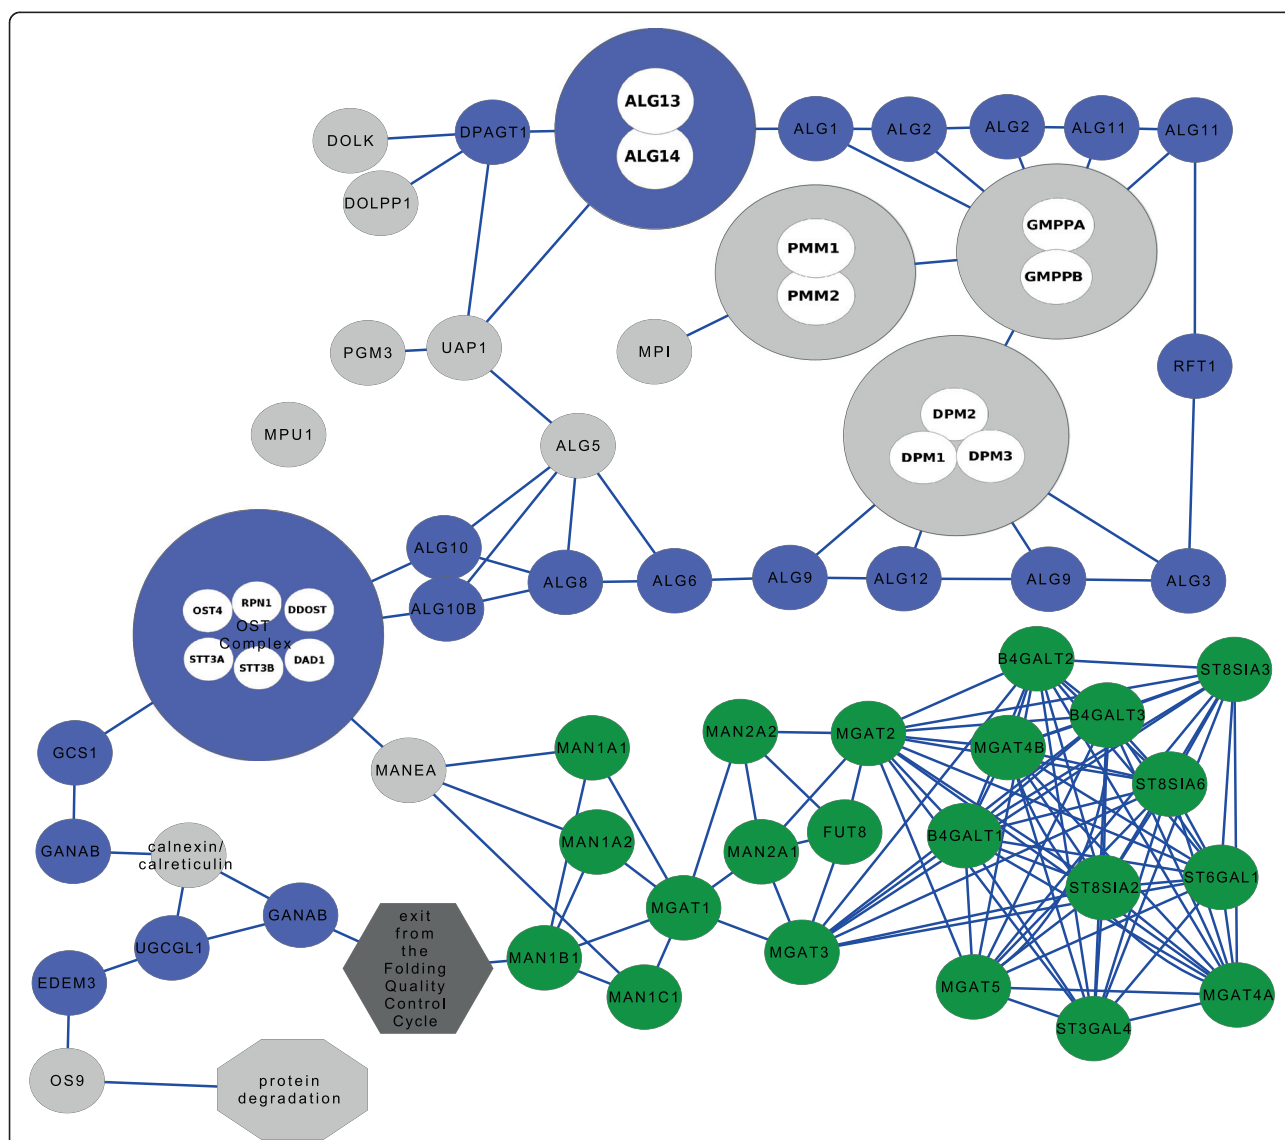 ALG13
ALG14
DOLK
DPAGT1
DOLPP1
ALG1
ALG2
ALG2
ALG11
ALG11
GMPPA
GMPPB
PMM1
PMM2
PGM3
UAP1
MPI
RFT1
MPU1
ALG5
DPM2
DPM1
DPM3
ALG10
ALG10B
ALG8
ALG6
ALG9
ALG12
ALG9
ALG3
OST4
RPN1
DDOST
OST
Complex
STT3A
STT3B
DAD1
GCS1
MANEA
MAN1A1
MAN2A2
MGAT2
B4GALT2
ST8SIA3
B4GALT3
MGAT4B
ST8SIA6
GANAB
calnexin/
calreticulin
MAN1A2
MAN2A1
FUT8
B4GALT1
ST8SIA2
ST6GAL1
GANAB
UGCGL1
exit
from
the
Folding
Quality
Control
Cycle
MGAT1
MAN1B1
MGAT3
MAN1C1
EDEM3
MGAT5
MGAT4A
ST3GAL4
OS9
protein
degradation